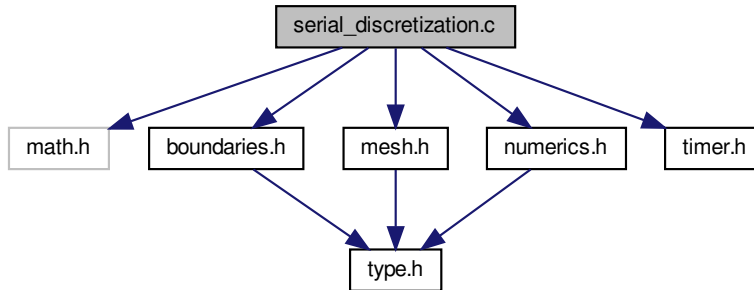 serial_discretization.c
math.h
boundaries.h
mesh.h
numerics.h
timer.h
type.h